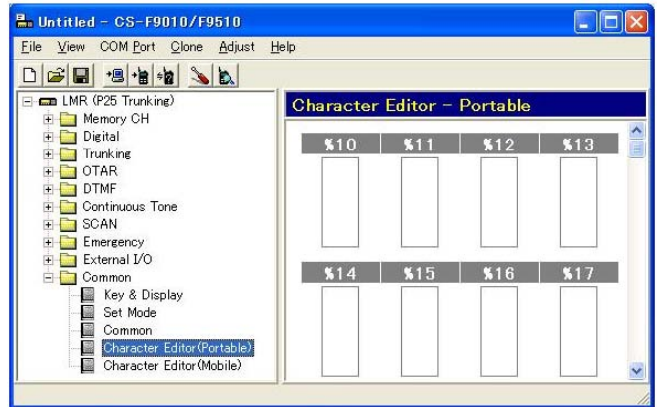 Untitled - CS-F9010/F9510
File View COM Port Clone Adjust Help
LMR (P25 Trunking)
Memory CH
Digital
Trunking
OTAR
DTMF
Continuous Tone
SCAN
Emergency
External I/O
Common
Key & Display
Set Mode
Common
Character Editor(Portable)
Character Editor(Mobile)
Character Editor - Portable
%10 %11 %12 %13
%14 %15 %16 %17